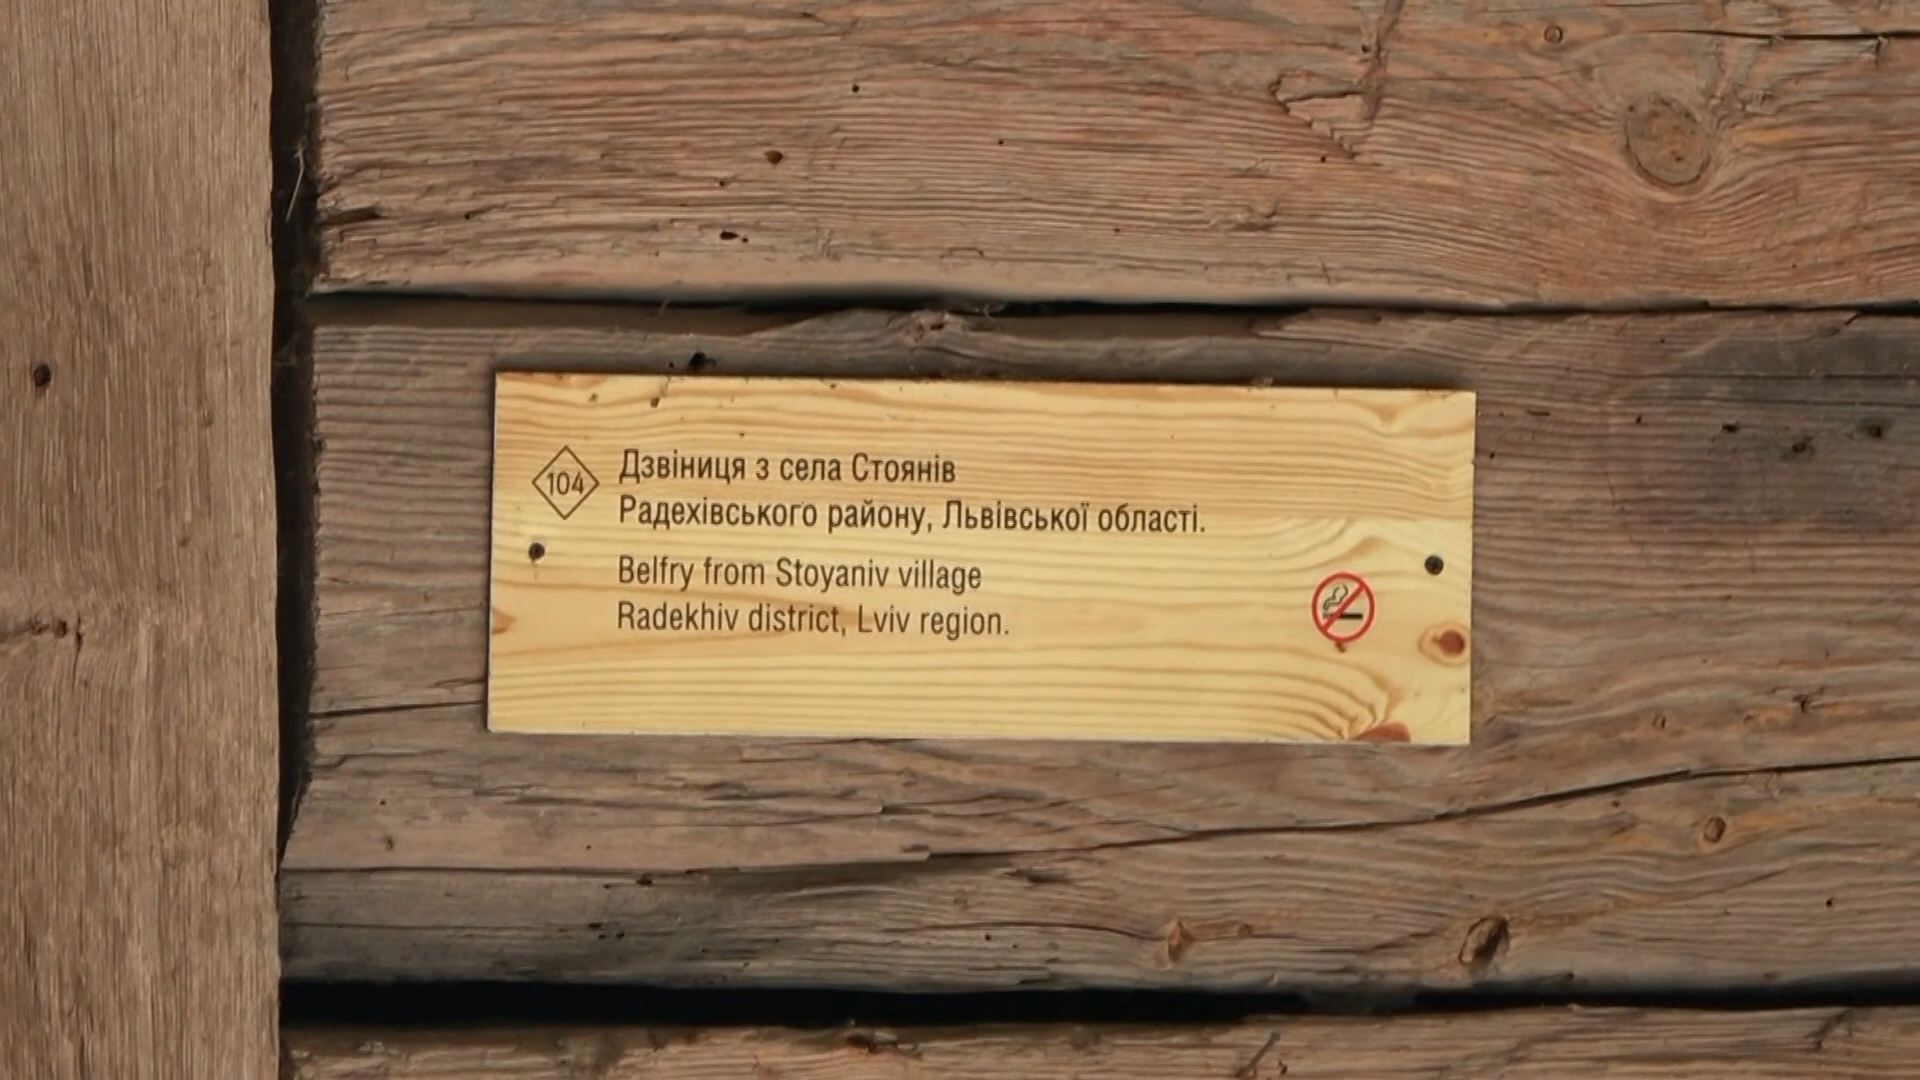 104
Дзвіниця з села Стоянів
Радехівського району, Львівської області.
Belfry from Stoyaniv village
Radekhiv district, Lviv region.